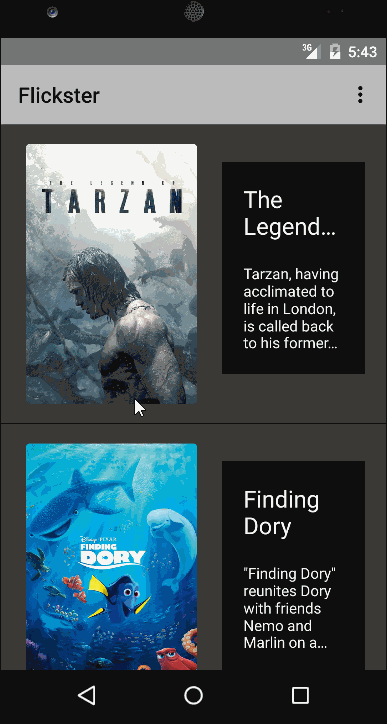 3G 5:43
Flickster
THE LEGEND OF
TARZAN
The
Legend...
Tarzan, having
acclimated to
life in London,
is called back
to his former...
Disney PIXAR
FINDING
DORY
Finding
Dory
"Finding Dory"
reunites Dory
with friends
Nemo and
Marlin on a...